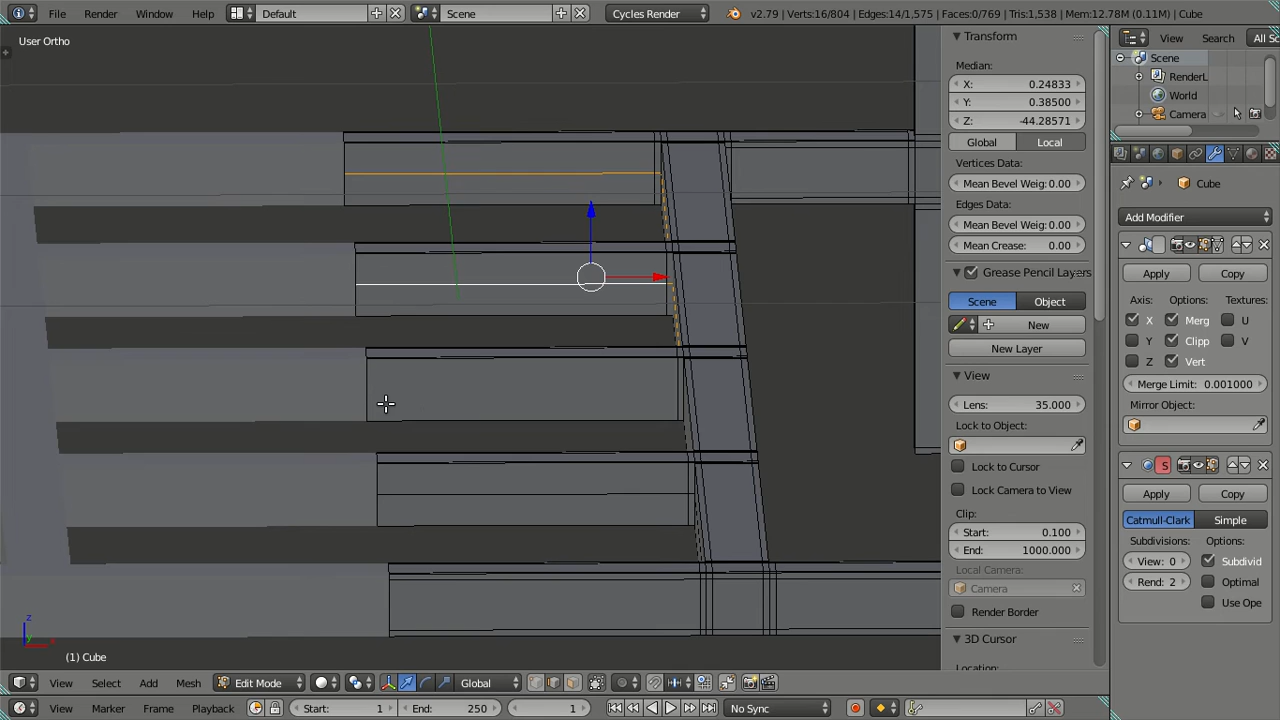 File Render Window Help Default Scene Cycles Render v2.79 | Verts:16/804 | Edges:14/1,575 | Faces:0/769 | Tris:1,538 | Mem:12.78M (0.11M) | Cube
User Ortho
Transform
Median:
X: 0.24833
Y: 0.38500
Z: -44.28571
Global Local
Vertices Data:
Mean Bevel Weig: 0.00
Edges Data:
Mean Bevel Weig: 0.00
Mean Crease: 0.00
Grease Pencil Layers
Scene Object
New
New Layer
View
Lens: 35.000
Lock to Object:
Lock to Cursor
Lock Camera to View
Clip:
Start: 0.100
End: 1000.000
Local Camera:
Camera
Render Border
3D Cursor
Location:
View Search All Sc
Scene
RenderL
World
Camera
Cube
Add Modifier
Apply Copy
Axis: Options: Textures:
X Merg U
Y Clipp V
Z Vert
Merge Limit: 0.001000
Mirror Object:
S
Apply Copy
Catmull-Clark Simple
Subdivisions: Options:
View: 0 Subdivid
Rend: 2 Optimal
Use Ope
z
y x
(1) Cube
View Select Add Mesh Edit Mode Global
View Marker Frame Playback Start: 1 End: 250 1 No Sync